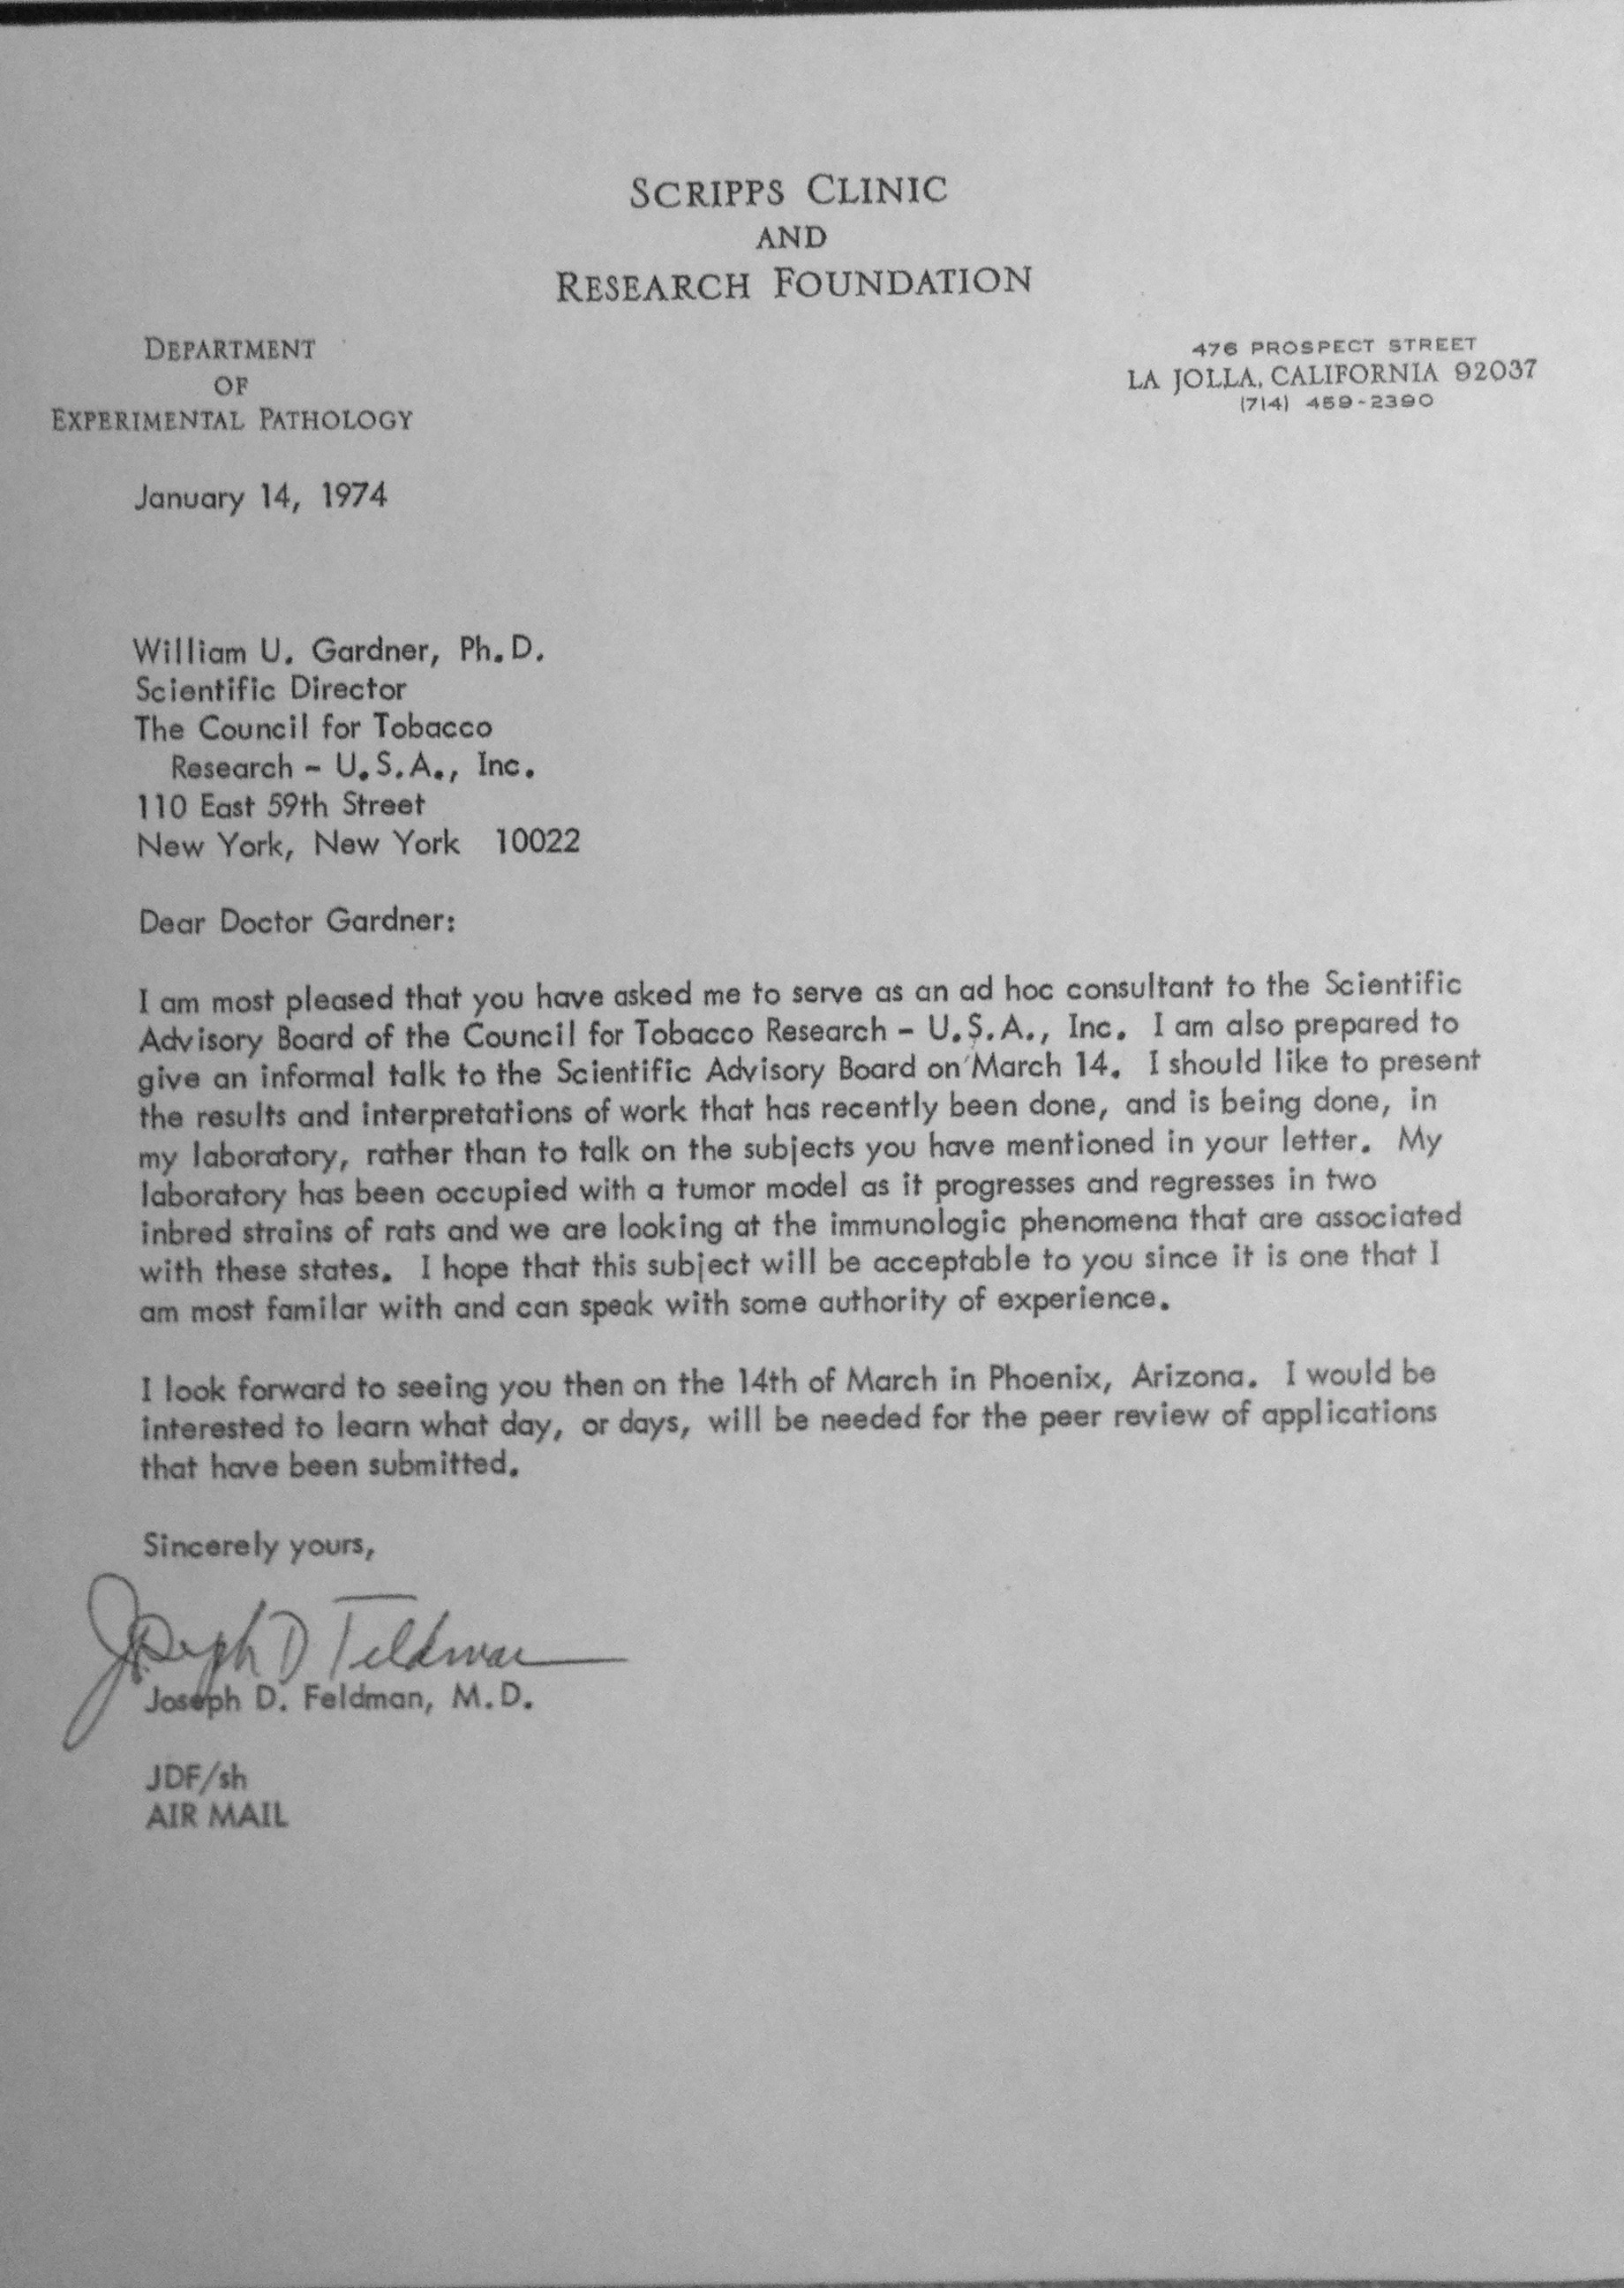 SCRIPPS CLINIC
AND
RESEARCH FOUNDATION
DEPARTMENT
OF
EXPERIMENTAL PATHOLOGY
476 PROSPECT STREET
LA JOLLA, CALIFORNIA 92037
(714) 459-2390
January 14, 1974
William U. Gardner, Ph.D.
Scientific Director
The Council for Tobacco
Research - U.S.A., Inc.
110 East 59th Street
New York, New York 10022
Dear Doctor Gardner:
I am most pleased that you have asked me to serve as an ad hoc consultant to the Scientific
Advisory Board of the Council for Tobacco Research - U.S.A., Inc. I am also prepared to
give an informal talk to the Scientific Advisory Board on March 14. I should like to present
the results and interpretations of work that has recently been done, and is being done, in
my laboratory, rather than to talk on the subjects you have mentioned in your letter. My
laboratory has been occupied with a tumor model as it progresses and regresses in two
inbred strains of rats and we are looking at the immunologic phenomena that are associated
with these states. I hope that this subject will be acceptable to you since it is one that I
am most familar with and can speak with some authority of experience.
I look forward to seeing you then on the 14th of March in Phoenix, Arizona. I would be
interested to learn what day, or days, will be needed for the peer review of applications
that have been submitted.
Sincerely yours,
Joseph D Feldman
Joseph D. Feldman, M.D.
JDF/sh
AIR MAIL